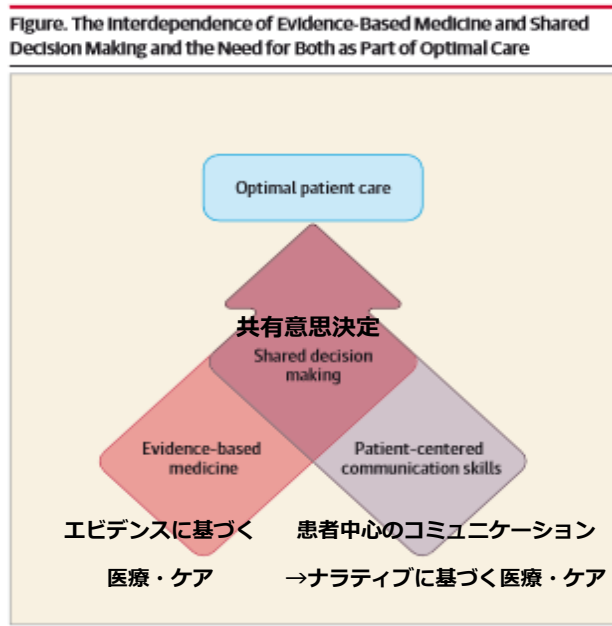 Figure. The Interdependence of Evidence-Based Medicine and Shared
Decision Making and the Need for Both as Part of Optimal Care
Optimal patient care
共有意思決定
Shared decision
making
Evidence-based
medicine
Patient-centered
communication skills
エビデンスに基づく
医療・ケア
患者中心のコミュニケーション
→ナラティブに基づく医療・ケア